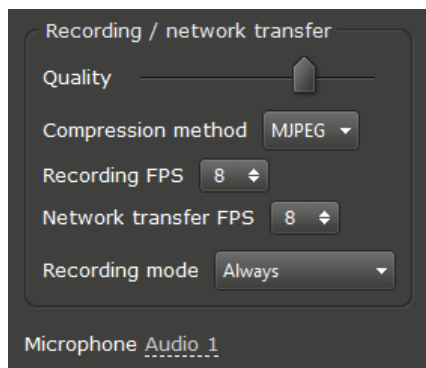 Recording / network transfer
Quality
Compression method MJPEG
Recording FPS 8
Network transfer FPS 8
Recording mode Always
Microphone Audio 1